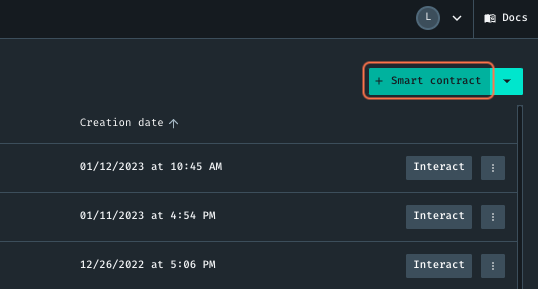 L
Docs
+ Smart contract
Creation date ↑
01/12/2023 at 10:45 AM Interact
01/11/2023 at 4:54 PM Interact
12/26/2022 at 5:06 PM Interact